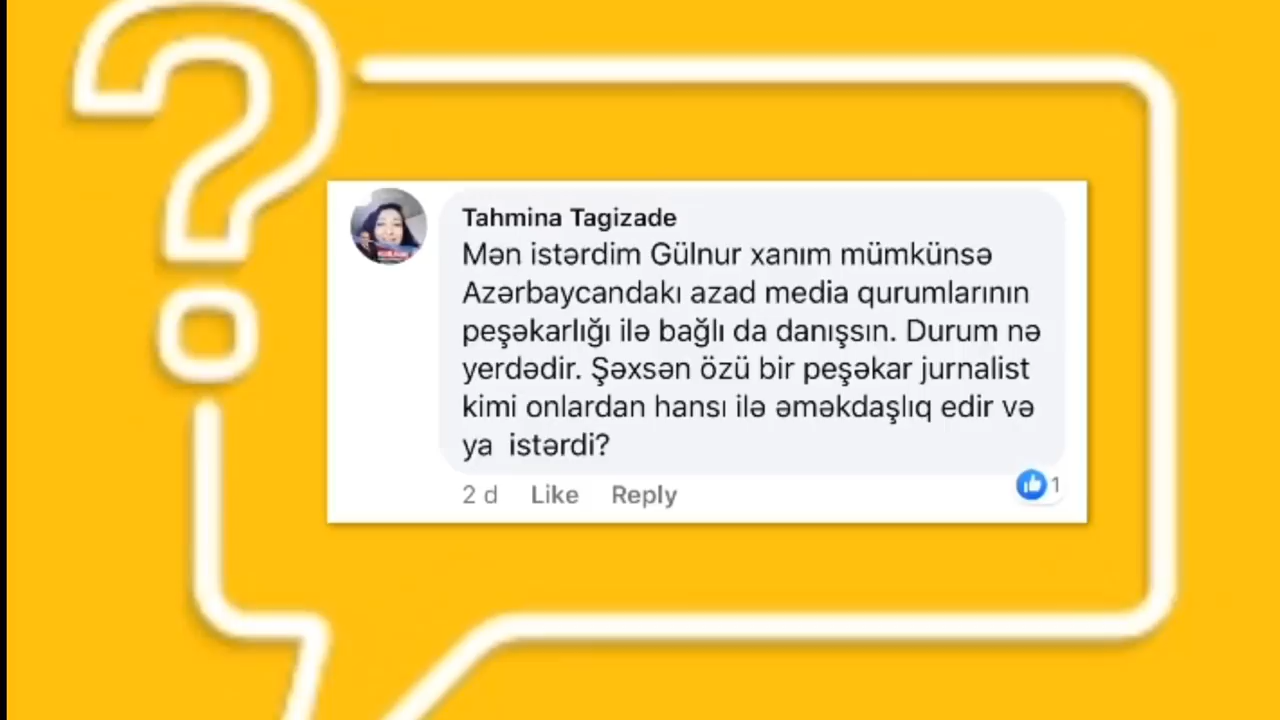 Tahmina Tagizade
Mən istərdim Gülnur xanım mümkünsə
Azərbaycandakı azad media qurumlarının
peşəkarlığı ilə bağlı da danışsın. Durum nə
yerdədir. Şəxsən özü bir peşəkar jurnalist
kimi onlardan hansı ilə əməkdaşlıq edir və
ya istərdi?
2 d Like Reply 1